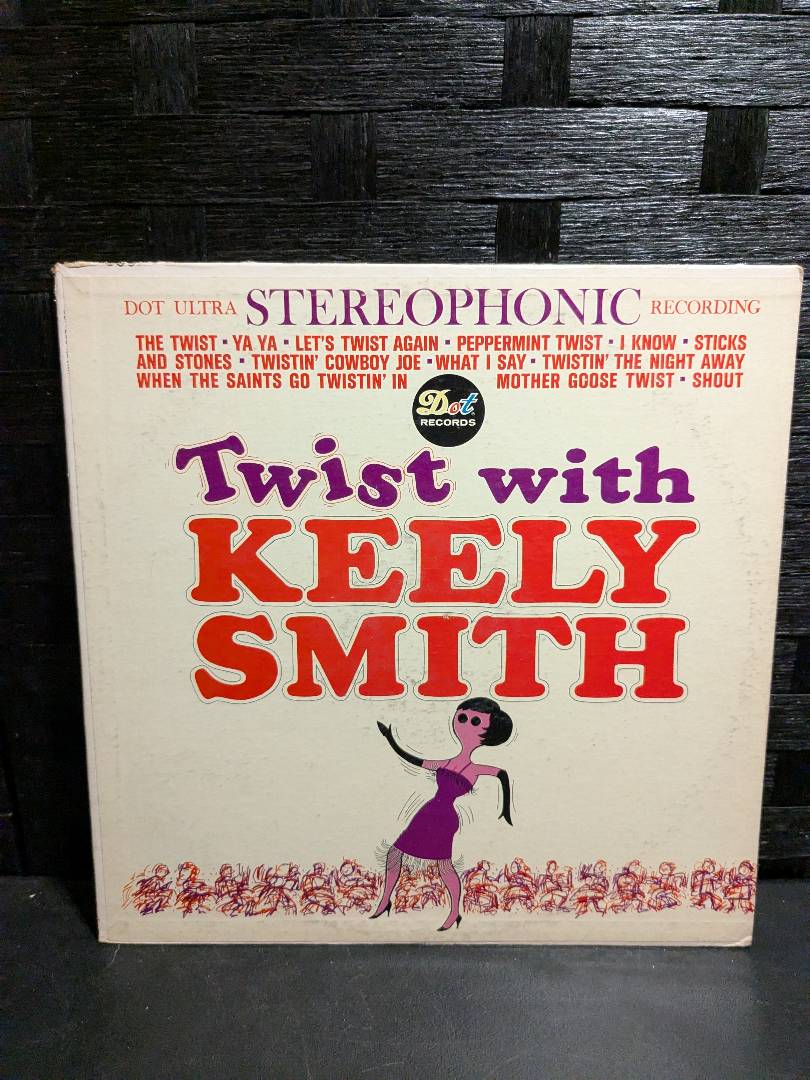 DOT ULTRA STEREOPHONIC RECORDING
THE TWIST ▪ YA YA ▪ LET'S TWIST AGAIN ▪ PEPPERMINT TWIST ▪ I KNOW ▪ STICKS
AND STONES ▪ TWISTIN' COWBOY JOE ▪ WHAT I SAY ▪ TWISTIN' THE NIGHT AWAY
WHEN THE SAINTS GO TWISTIN' IN MOTHER GOOSE TWIST ▪ SHOUT
Dot
RECORDS
Twist with
KEELY
SMITH